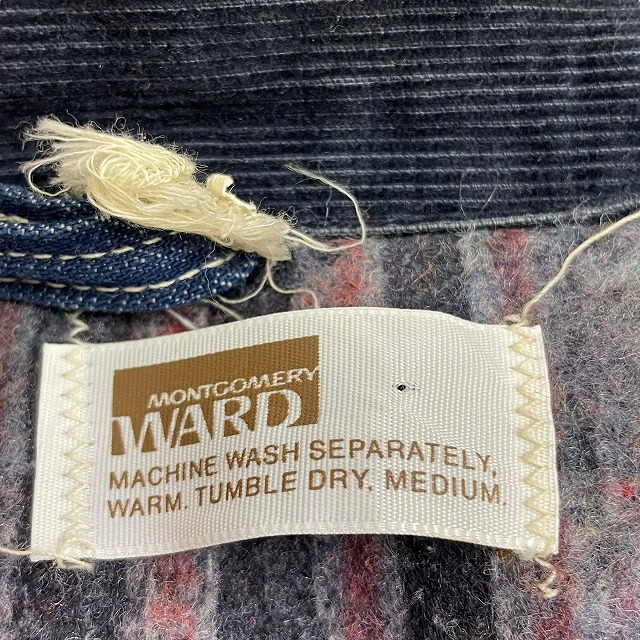 MONTGOMERY
WARD
MACHINE WASH SEPARATELY,
WARM. TUMBLE DRY. MEDIUM.